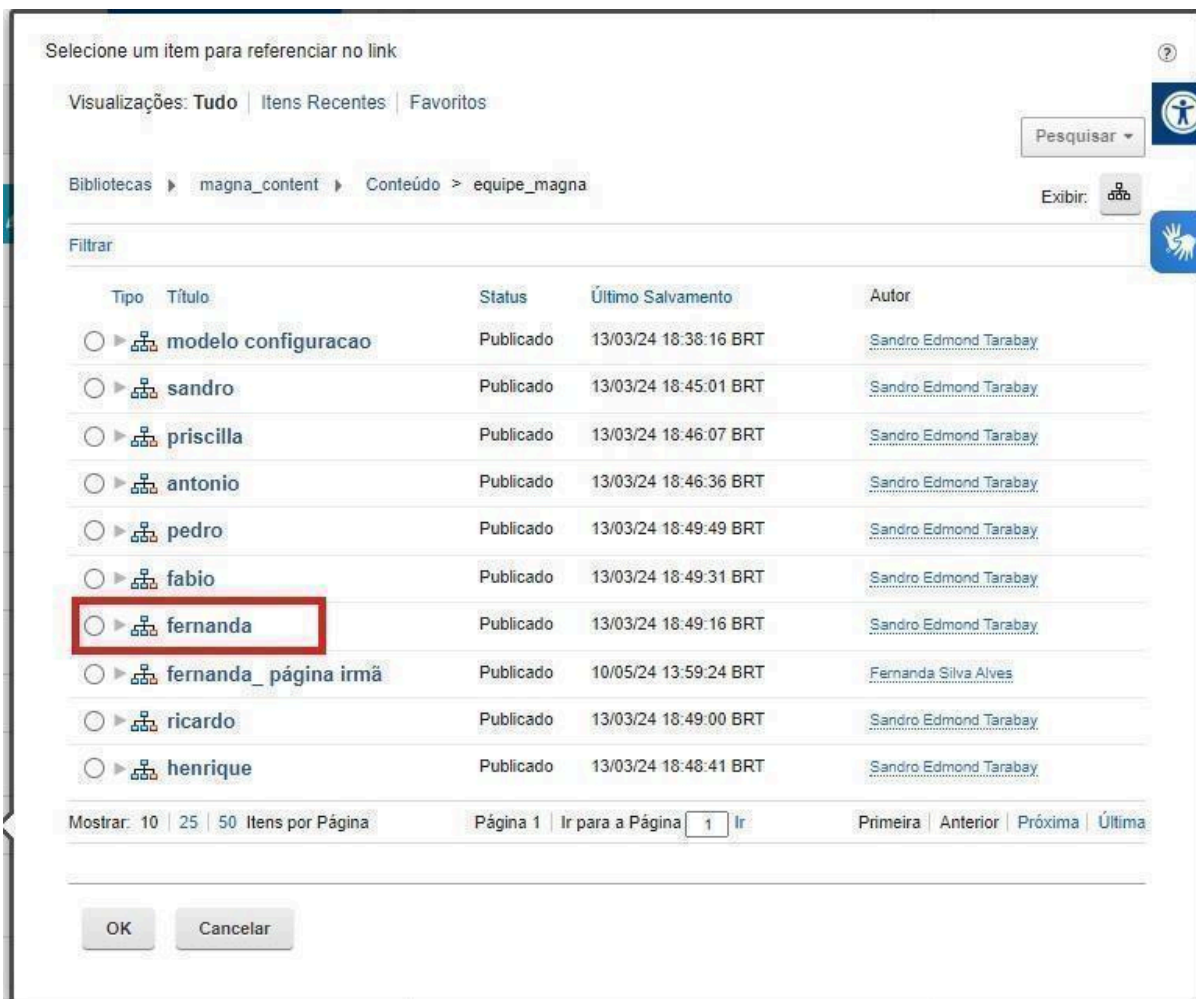 Selecione um item para referenciar no link
Visualizações: Tudo | Itens Recentes | Favoritos
Pesquisar
Bibliotecas magna_content Conteúdo > equipe_magna
Exibir:
Filtrar
Tipo Título Status Último Salvamento Autor
modelo configuracao Publicado 13/03/24 18:38:16 BRT Sandro Edmond Tarabay
sandro Publicado 13/03/24 18:45:01 BRT Sandro Edmond Tarabay
priscilla Publicado 13/03/24 18:46:07 BRT Sandro Edmond Tarabay
antonio Publicado 13/03/24 18:46:36 BRT Sandro Edmond Tarabay
pedro Publicado 13/03/24 18:49:49 BRT Sandro Edmond Tarabay
fabio Publicado 13/03/24 18:49:31 BRT Sandro Edmond Tarabay
fernanda Publicado 13/03/24 18:49:16 BRT Sandro Edmond Tarabay
fernanda_ página irmã Publicado 10/05/24 13:59:24 BRT Fernanda Silva Alves
ricardo Publicado 13/03/24 18:49:00 BRT Sandro Edmond Tarabay
henrique Publicado 13/03/24 18:48:41 BRT Sandro Edmond Tarabay
Mostrar: 10 | 25 | 50 Itens por Página Página 1 | Ir para a Página 1 Ir Primeira | Anterior | Próxima | Última
OK Cancelar